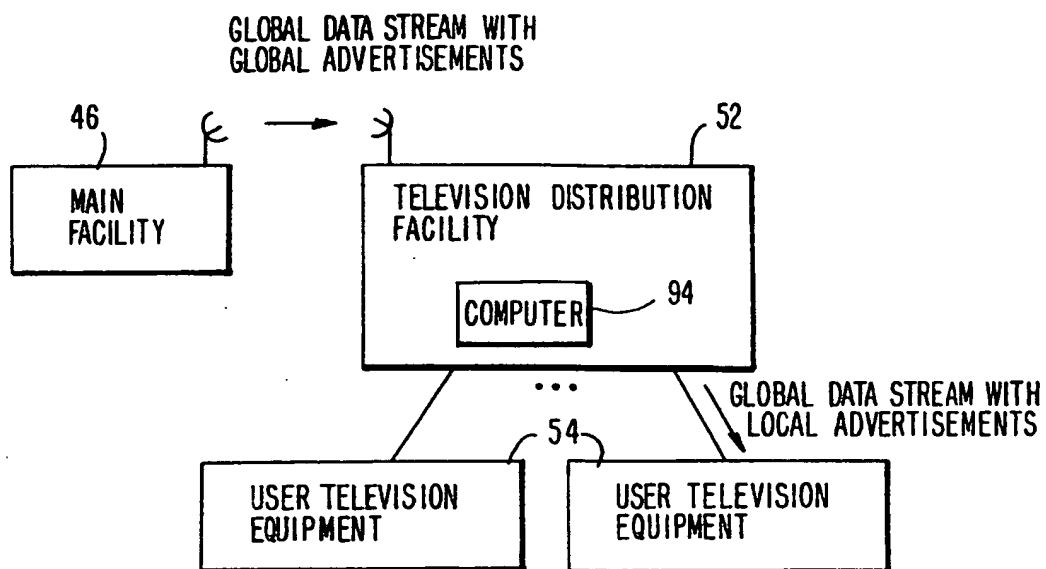 GLOBAL DATA STREAM WITH
GLOBAL ADVERTISEMENTS
46
52
MAIN
FACILITY
TELEVISION DISTRIBUTION
FACILITY
COMPUTER
94
...
GLOBAL DATA STREAM WITH
LOCAL ADVERTISEMENTS
54
USER TELEVISION
EQUIPMENT
USER TELEVISION
EQUIPMENT